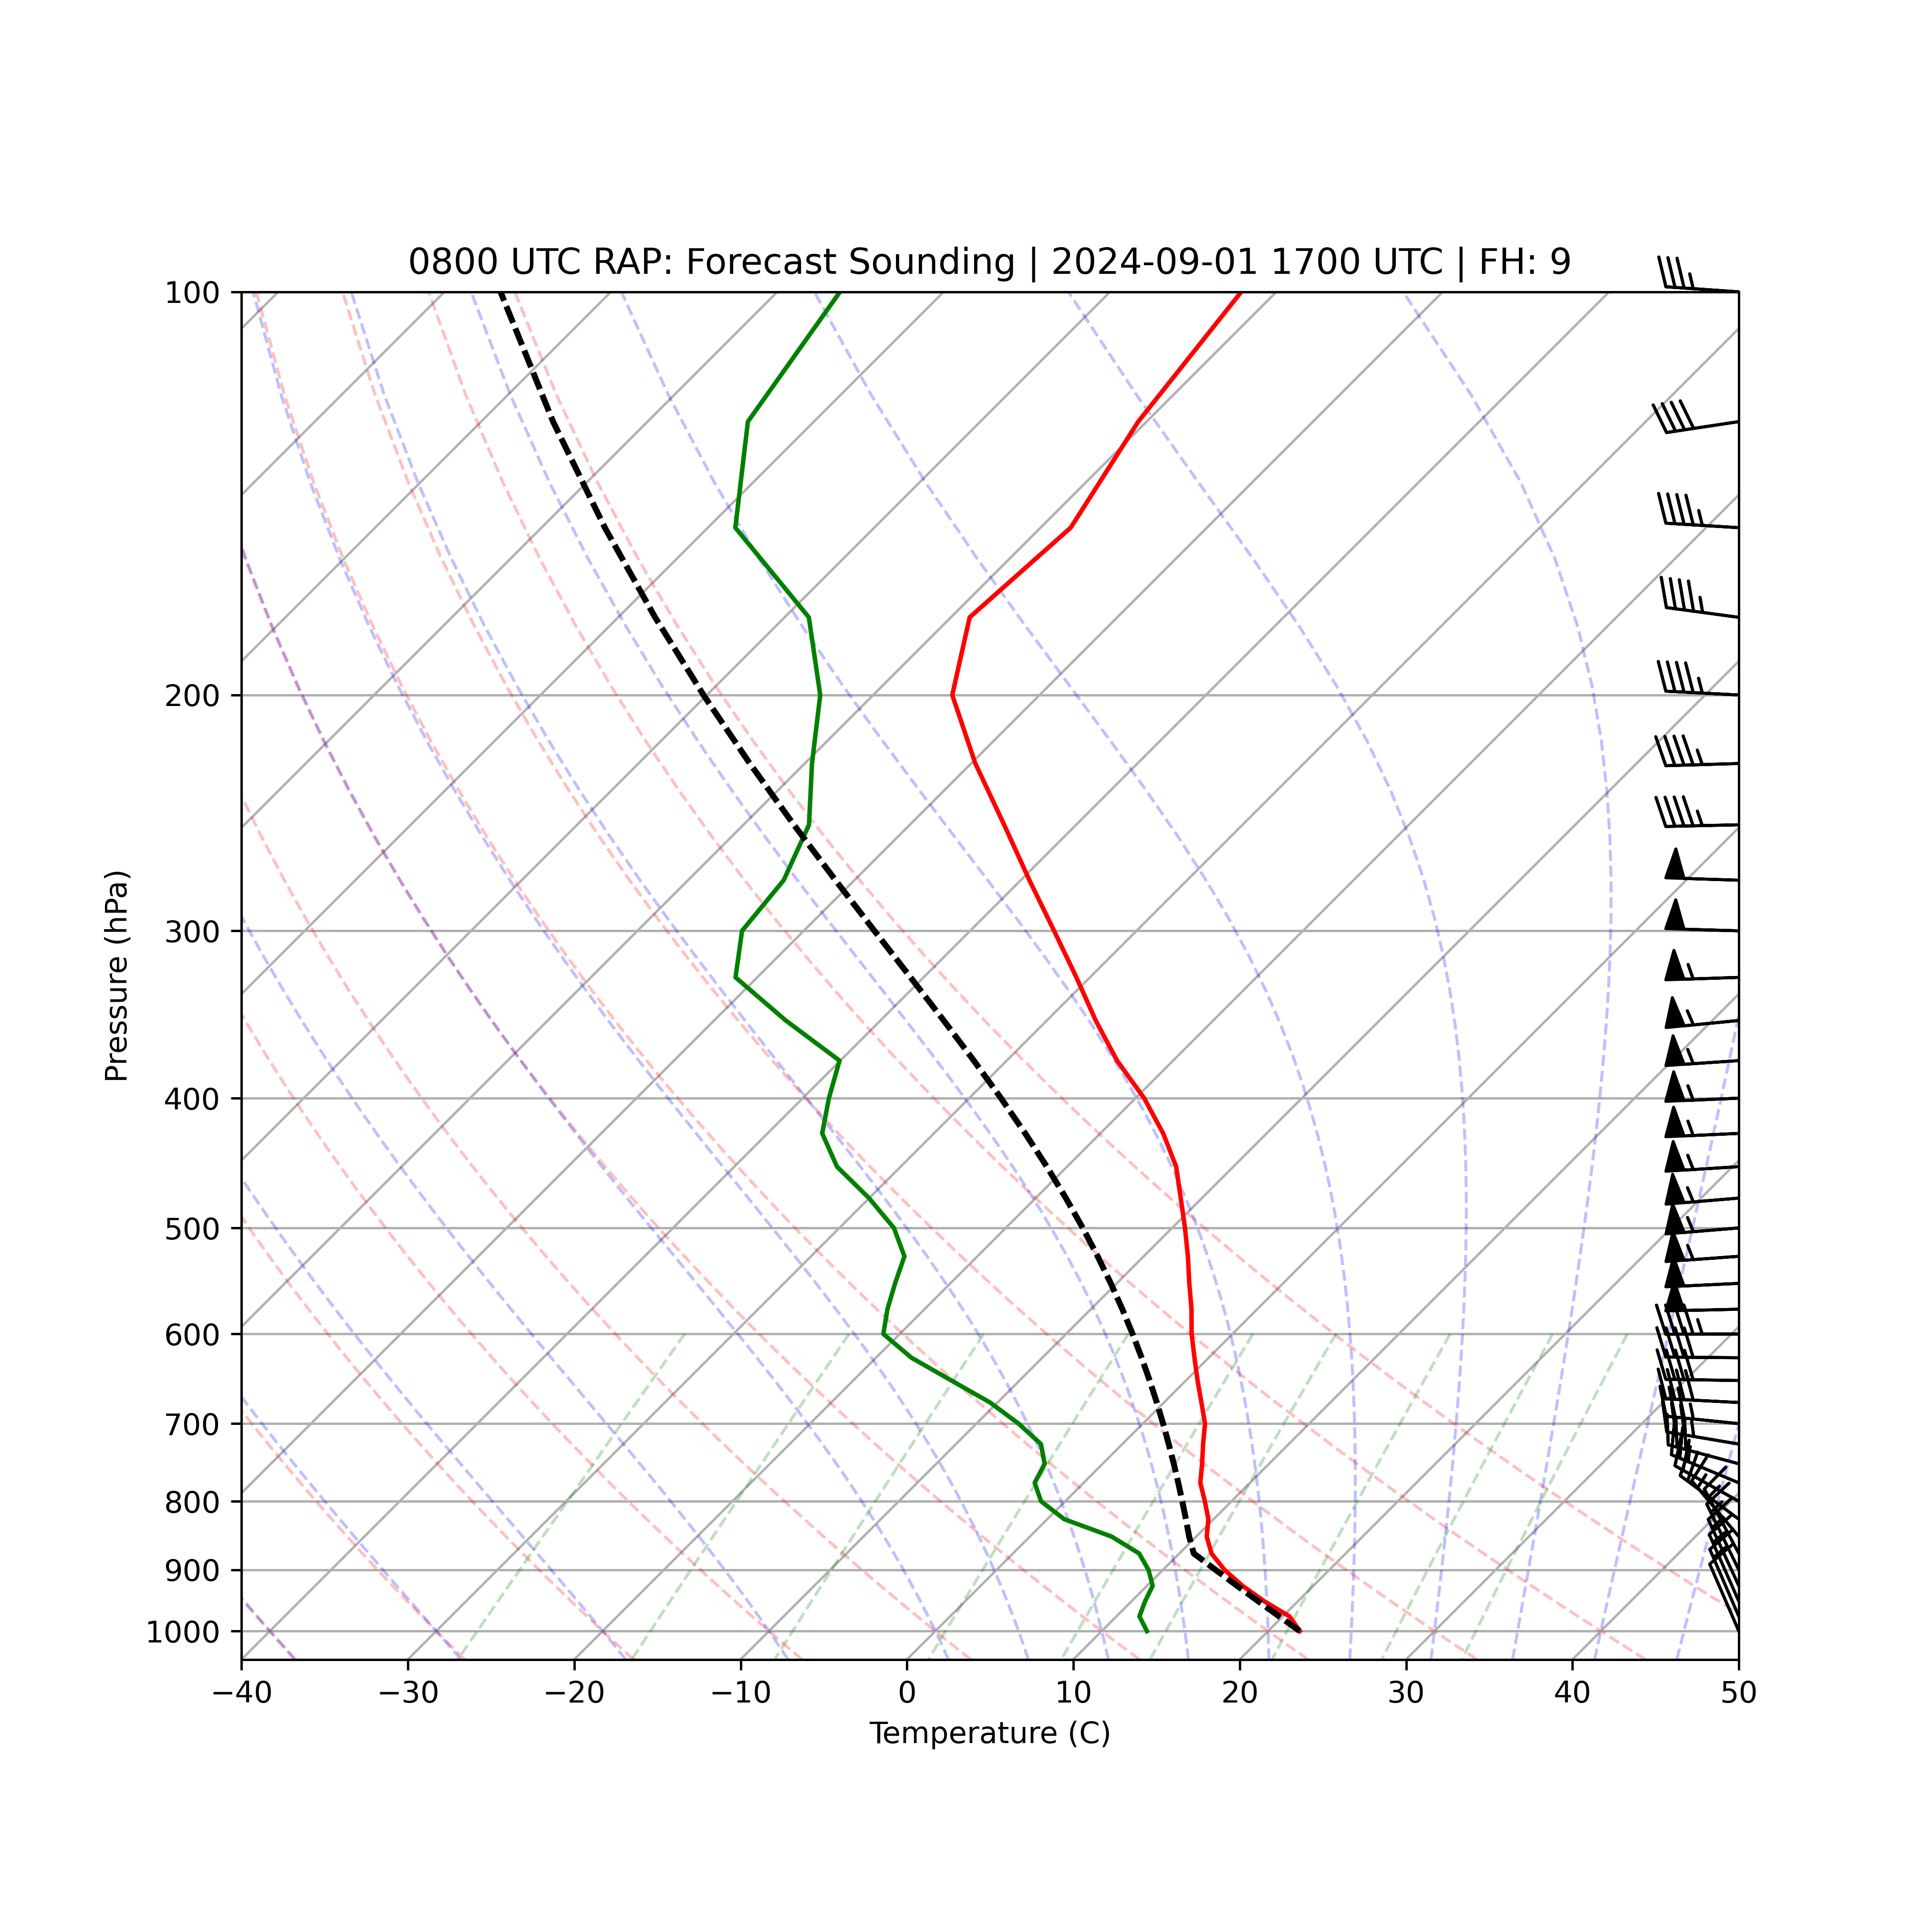 0800 UTC RAP: Forecast Sounding | 2024-09-01 1700 UTC | FH: 9
100
200
300
400
500
600
700
800
900
1000
Pressure (hPa)
−40 −30 −20 −10 0 10 20 30 40 50
Temperature (C)